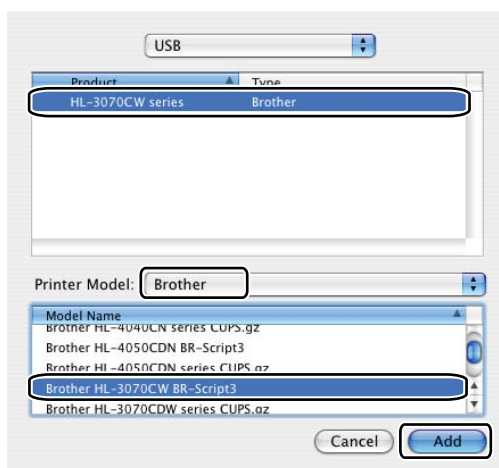 USB
Product Type
HL-3070CW series Brother
Printer Model: Brother
Model Name
Brother HL-4040CN series CUPS.gz
Brother HL-4050CDN BR-Script3
Brother HL-4050CDN series CUPS.gz
Brother HL-3070CW BR-Script3
Brother HL-3070CDW series CUPS.gz
Cancel Add